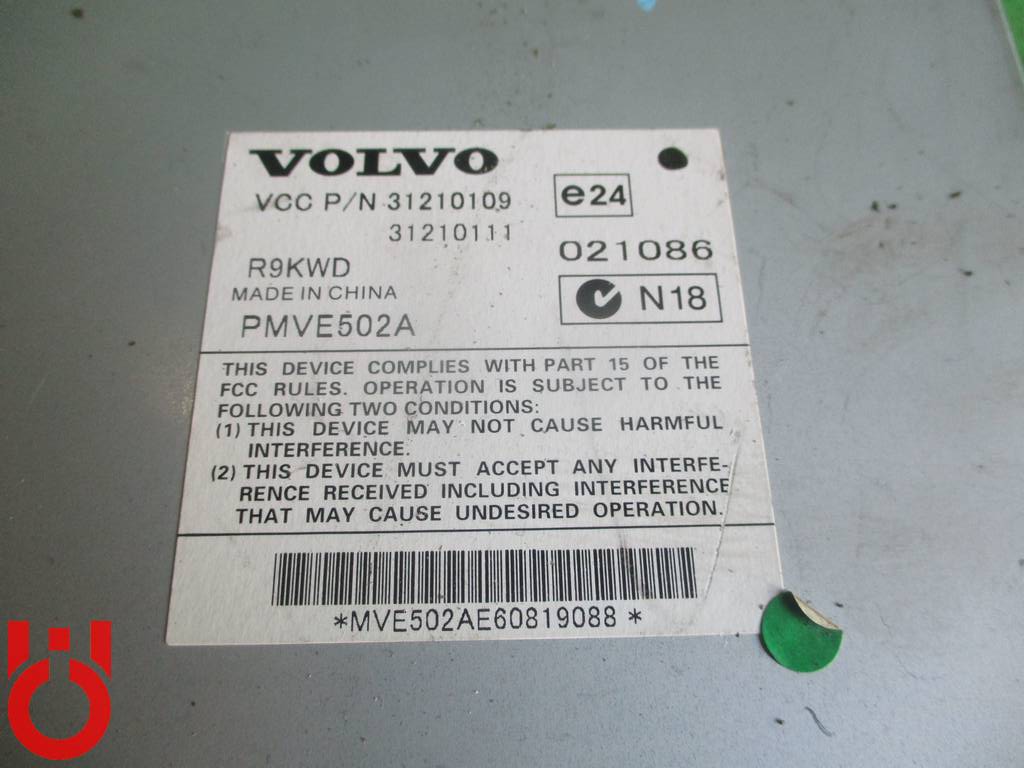 VOLVO
VCC P/N 31210109
31210111
e24
021086
R9KWD
MADE IN CHINA
PMVE502A
N18
THIS DEVICE COMPLIES WITH PART 15 OF THE
FCC RULES. OPERATION IS SUBJECT TO THE
FOLLOWING TWO CONDITIONS:
(1) THIS DEVICE MAY NOT CAUSE HARMFUL
INTERFERENCE.
(2) THIS DEVICE MUST ACCEPT ANY INTERFE-
RENCE RECEIVED INCLUDING INTERFERENCE
THAT MAY CAUSE UNDESIRED OPERATION.
*MVE502AE60819088*